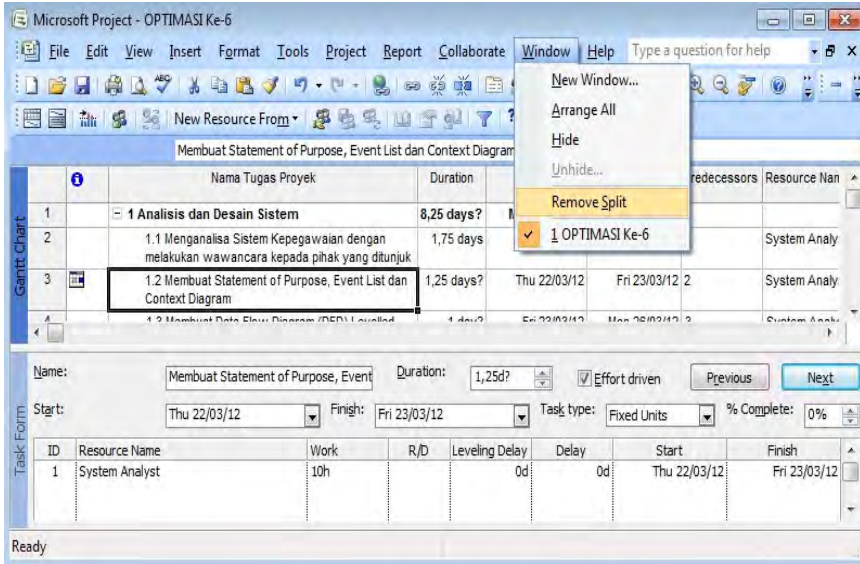 Microsoft Project - OPTIMASI Ke-6
File Edit View Insert Format Tools Project Report Collaborate Window Help Type a question for help
New Resource From
New Window...
Arrange All
Hide
Unhide...
Remove Split
1 OPTIMASI Ke-6
Membuat Statement of Purpose, Event List dan Context Diagram
Nama Tugas Proyek Duration redecessors Resource Nan
1 1 Analisis dan Desain Sistem 8,25 days?
2 1.1 Menganalisa Sistem Kepegawaian dengan 1,75 days System Analy
melakukan wawancara kepada pihak yang ditunjuk
3 1.2 Membuat Statement of Purpose, Event List dan 1,25 days? Thu 22/03/12 Fri 23/03/12 2 System Analy
Context Diagram
Gantt Chart
Name: Membuat Statement of Purpose, Event Duration: 1,25d? Effort driven Previous Next
Start: Thu 22/03/12 Finish: Fri 23/03/12 Task type: Fixed Units % Complete: 0%
ID Resource Name Work R/D Leveling Delay Delay Start Finish
1 System Analyst 10h 0d 0d Thu 22/03/12 Fri 23/03/12
Task Form
Ready